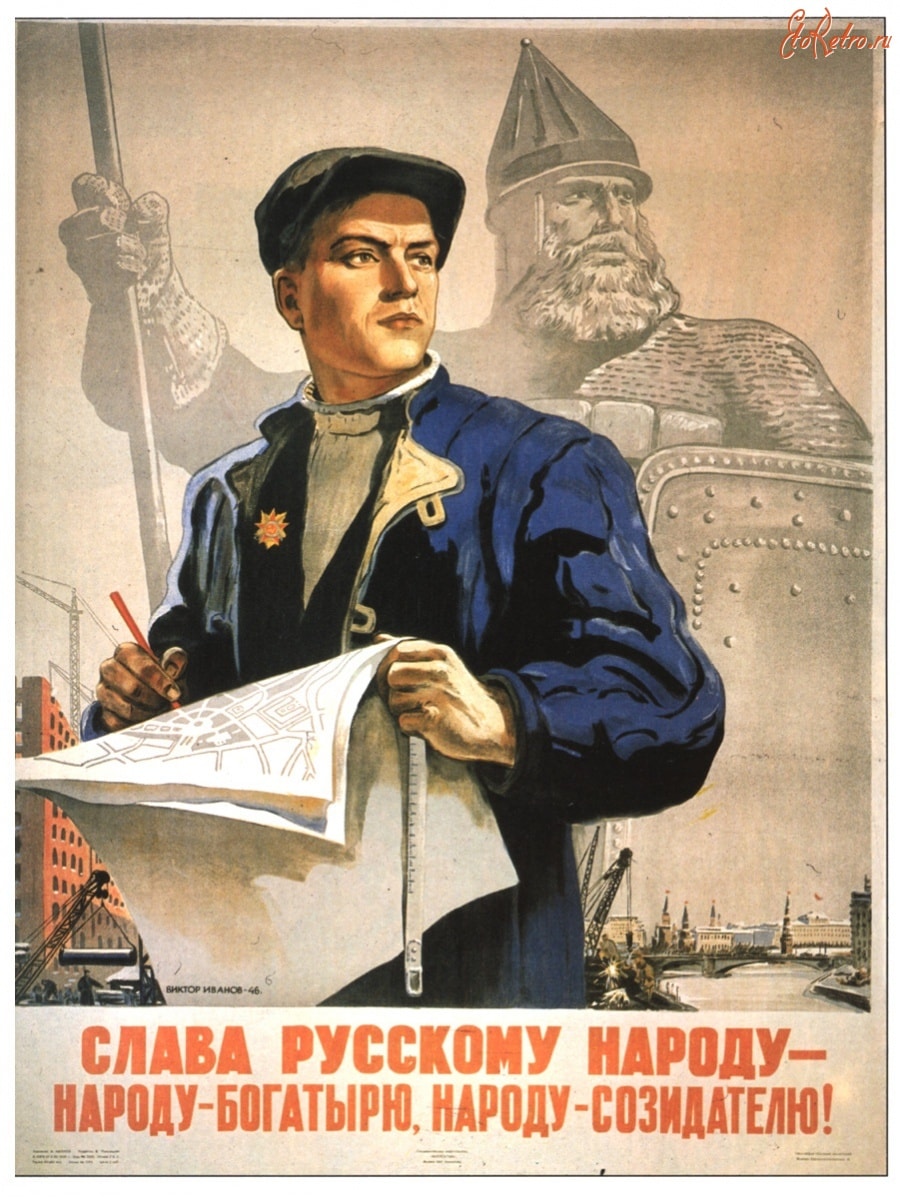 EtoRetro.ru
ВИКТОР ИВАНОВ-46.
СЛАВА РУССКОМУ НАРОДУ—
НАРОДУ-БОГАТЫРЮ, НАРОДУ-СОЗИДАТЕЛЮ!